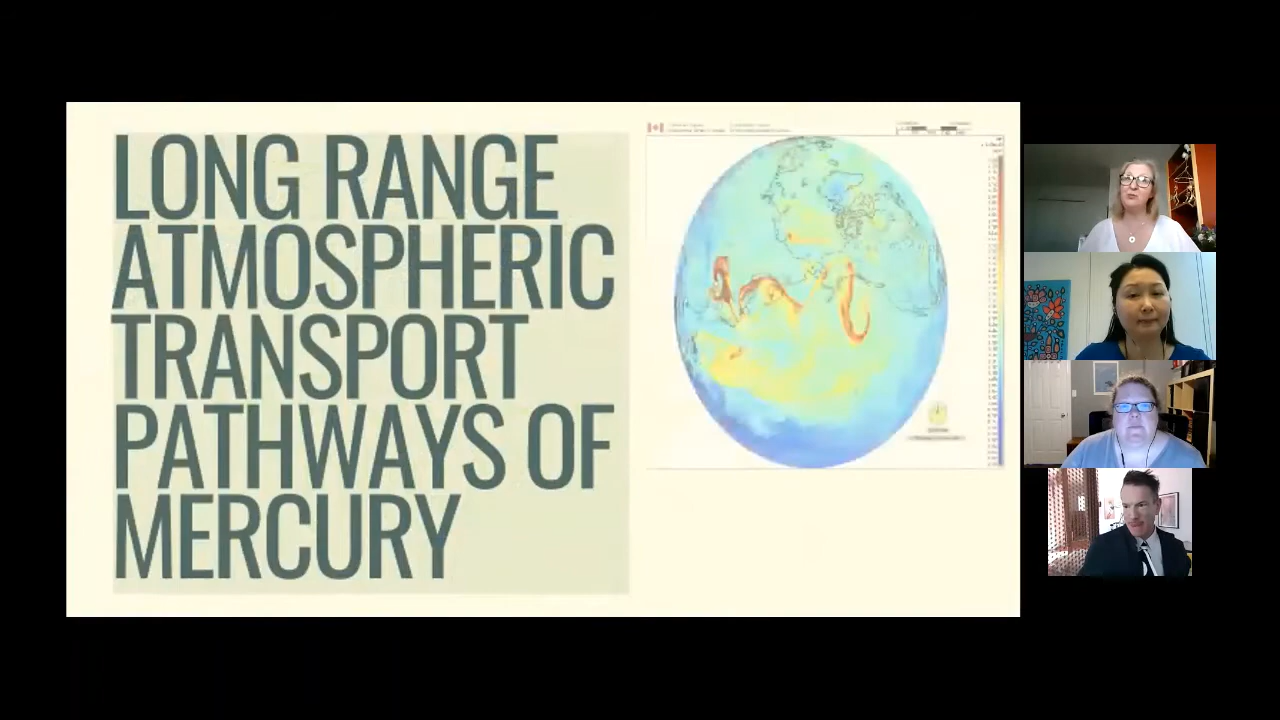 LONG RANGE
ATMOSPHERIC
TRANSPORT
PATHWAYS OF
MERCURY